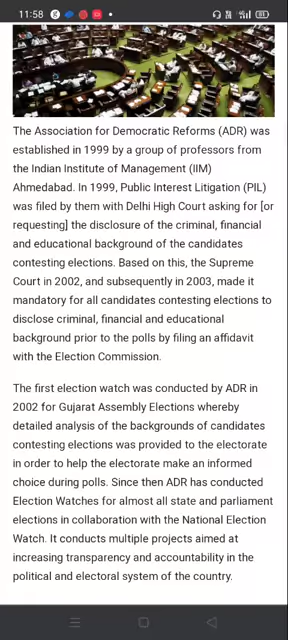 11:58
The Association for Democratic Reforms (ADR) was
established in 1999 by a group of professors from
the Indian Institute of Management (IIM)
Ahmedabad. In 1999, Public Interest Litigation (PIL)
was filed by them with Delhi High Court asking for [or
requesting] the disclosure of the criminal, financial
and educational background of the candidates
contesting elections. Based on this, the Supreme
Court in 2002, and subsequently in 2003, made it
mandatory for all candidates contesting elections to
disclose criminal, financial and educational
background prior to the polls by filing an affidavit
with the Election Commission.
The first election watch was conducted by ADR in
2002 for Gujarat Assembly Elections whereby
detailed analysis of the backgrounds of candidates
contesting elections was provided to the electorate
in order to help the electorate make an informed
choice during polls. Since then ADR has conducted
Election Watches for almost all state and parliament
elections in collaboration with the National Election
Watch. It conducts multiple projects aimed at
increasing transparency and accountability in the
political and electoral system of the country.